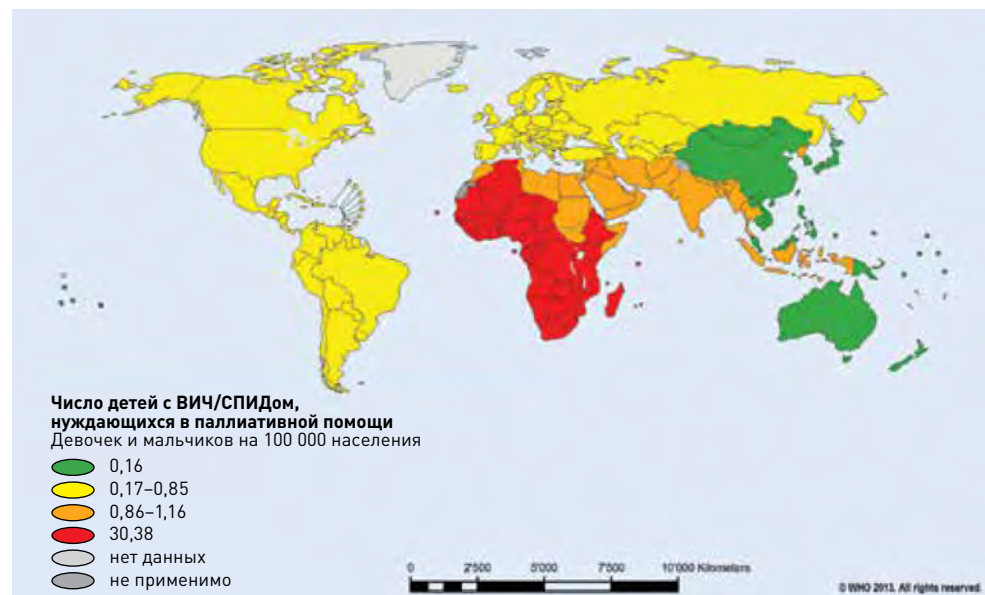 Число детей с ВИЧ/СПИДом,
нуждающихся в паллиативной помощи
Девочек и мальчиков на 100 000 населения
0,16
0,17–0,85
0,86–1,16
30,38
нет данных
не применимо
0 2'500 5'000 7'500 10'000 Kilometers
© WHO 2013. All rights reserved.